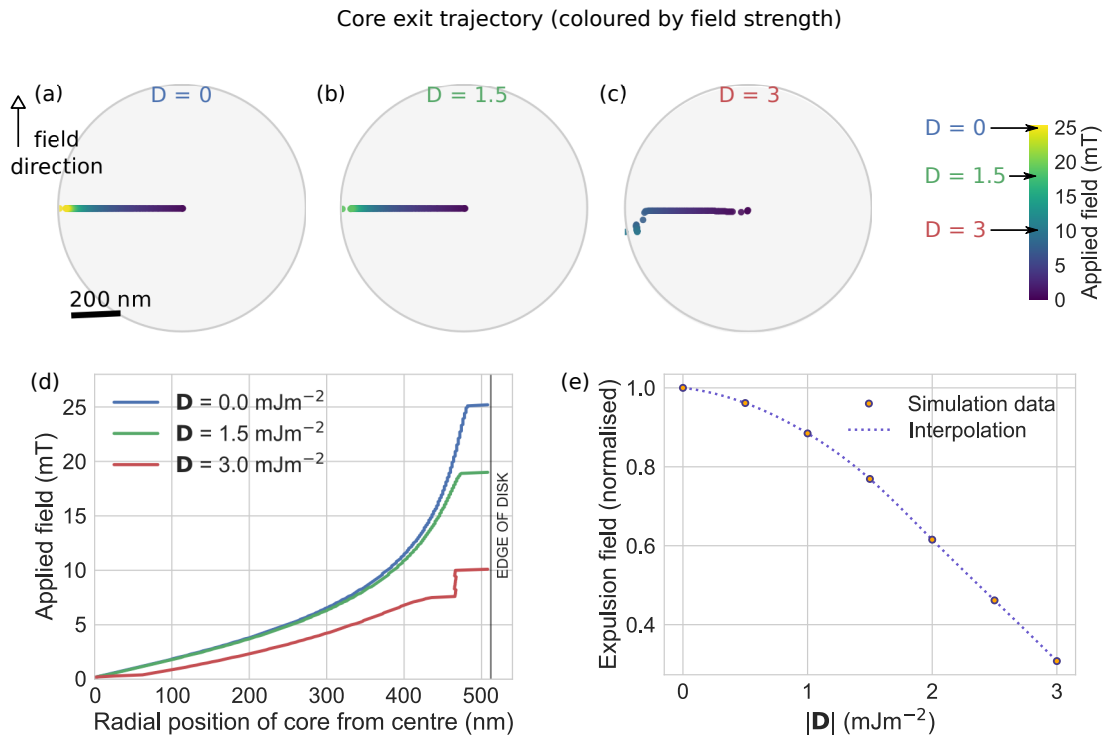 Core exit trajectory (coloured by field strength)
(a)
D = 0
(b)
D = 1.5
(c)
D = 3
field
direction
200 nm
D = 0
D = 1.5
D = 3
25
20
15
10
5
0
Applied field (mT)
(d)
D = 0.0 mJm⁻²
D = 1.5 mJm⁻²
D = 3.0 mJm⁻²
EDGE OF DISK
25
20
15
10
5
0
0 100 200 300 400 500
Applied field (mT)
Radial position of core from centre (nm)
(e)
Simulation data
Interpolation
1.0
0.8
0.6
0.4
0 1 2 3
Expulsion field (normalised)
|D| (mJm⁻²)